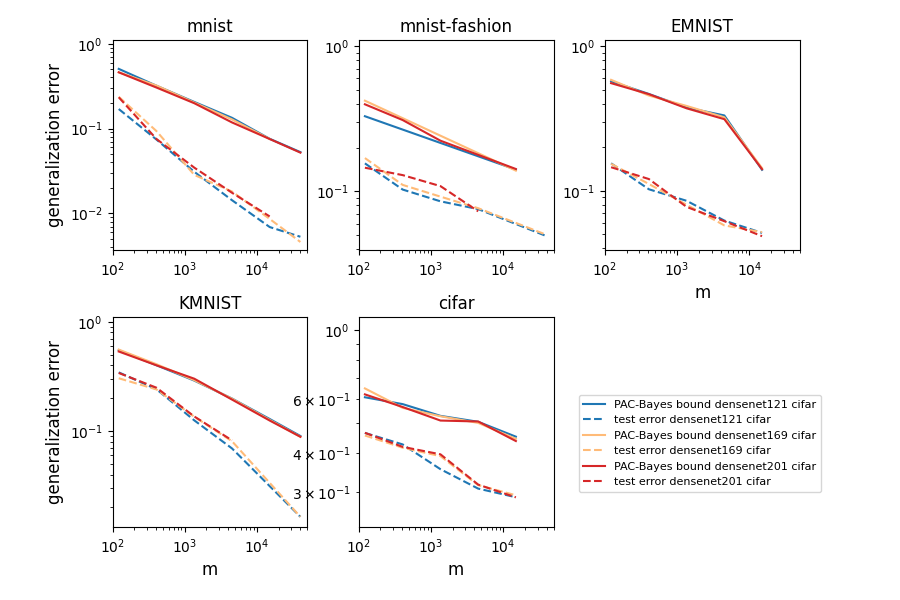 mnist
mnist-fashion
EMNIST
generalization error
10⁰
10⁻¹
10⁻²
10² 10³ 10⁴
10⁰
10⁻¹
10² 10³ 10⁴
10⁰
10⁻¹
10² 10³ 10⁴
m
KMNIST
cifar
generalization error
10⁰
10⁻¹
10² 10³ 10⁴
m
10⁰
6 × 10⁻¹
4 × 10⁻¹
3 × 10⁻¹
10² 10³ 10⁴
m
PAC-Bayes bound densenet121 cifar
test error densenet121 cifar
PAC-Bayes bound densenet169 cifar
test error densenet169 cifar
PAC-Bayes bound densenet201 cifar
test error densenet201 cifar